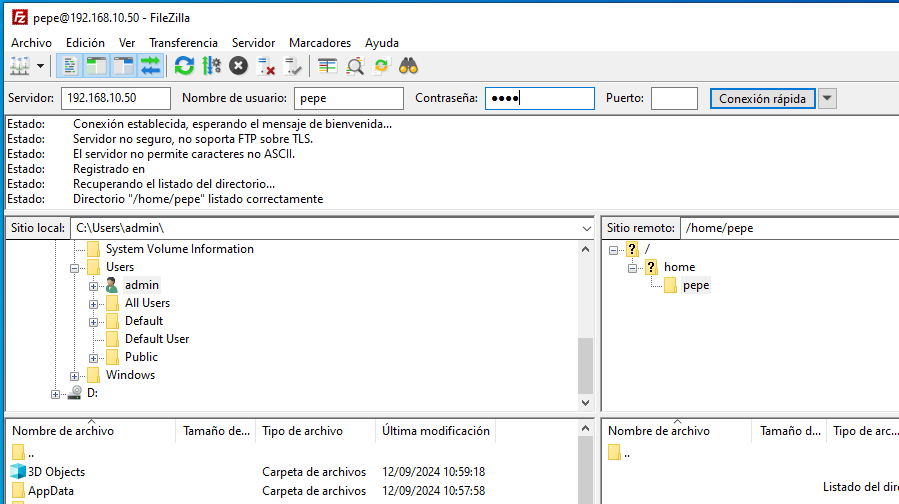 pepe@192.168.10.50 - FileZilla
Archivo Edición Ver Transferencia Servidor Marcadores Ayuda
Servidor: 192.168.10.50 Nombre de usuario: pepe Contraseña: ●●●● Puerto: Conexión rápida
Estado: Conexión establecida, esperando el mensaje de bienvenida...
Estado: Servidor no seguro, no soporta FTP sobre TLS.
Estado: El servidor no permite caracteres no ASCII.
Estado: Registrado en
Estado: Recuperando el listado del directorio...
Estado: Directorio "/home/pepe" listado correctamente
Sitio local: C:\Users\admin\
System Volume Information
Users
admin
All Users
Default
Default User
Public
Windows
D:
Sitio remoto: /home/pepe
/
home
pepe
Nombre de archivo Tamaño de... Tipo de archivo Última modificación
..
3D Objects Carpeta de archivos 12/09/2024 10:59:18
AppData Carpeta de archivos 12/09/2024 10:57:58
Nombre de archivo Tamaño d... Tipo de arc...
..
Listado del dire